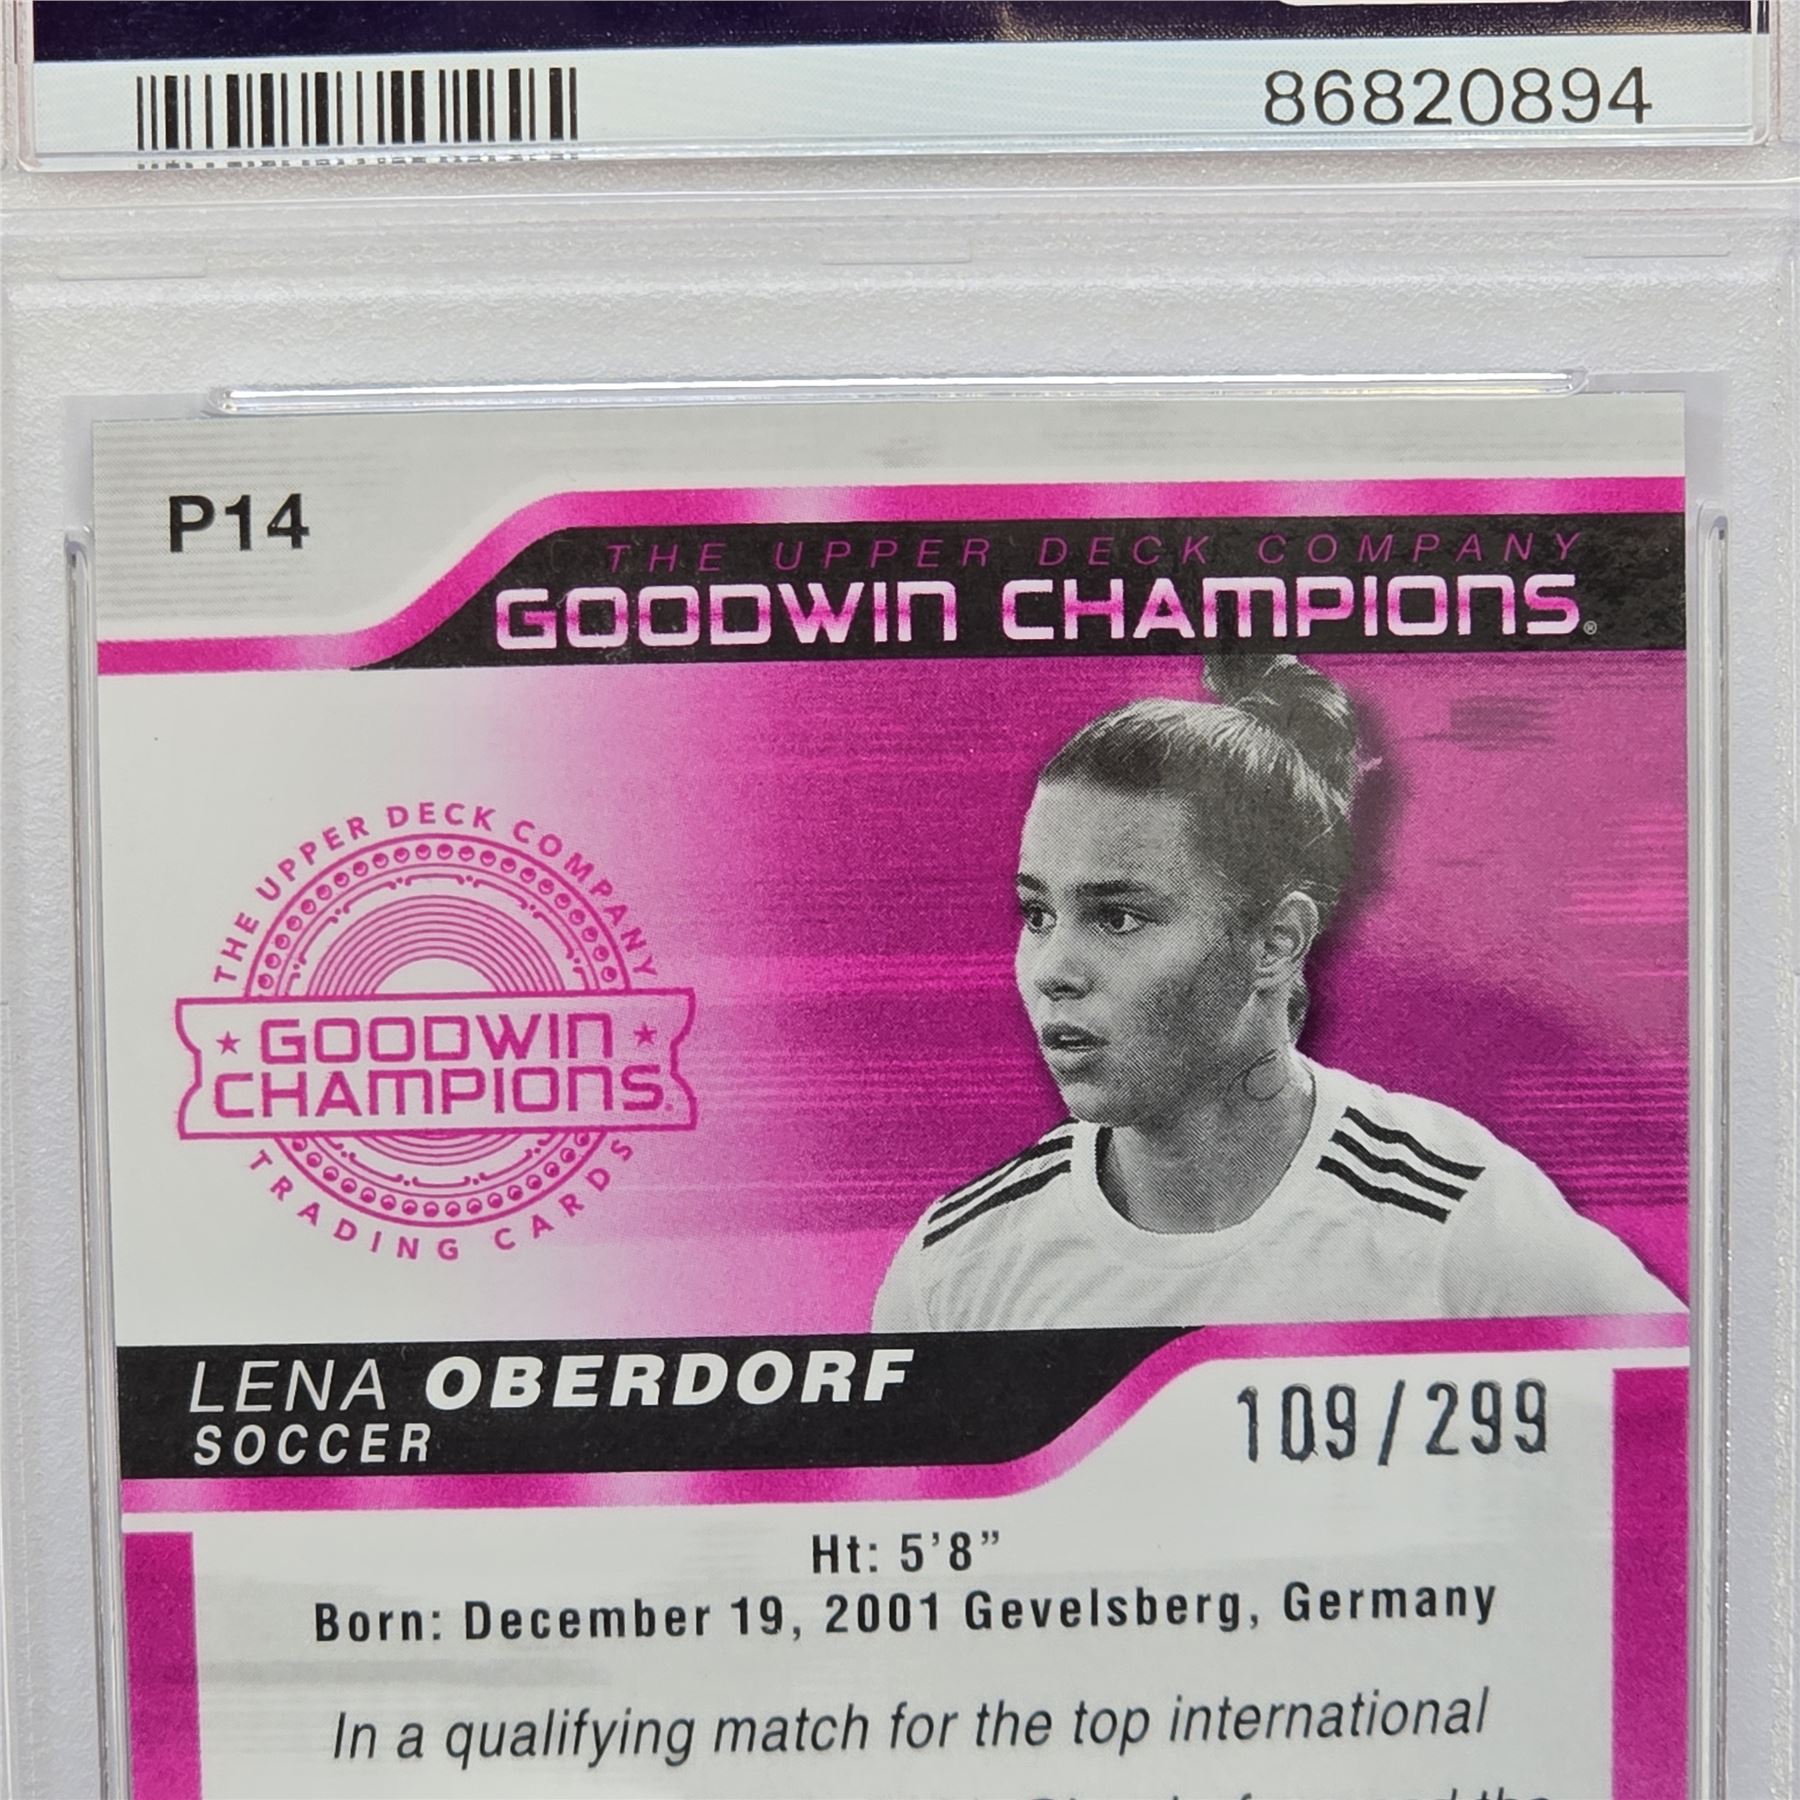 86820894
P14
THE UPPER DECK COMPANY
GOODWIN CHAMPIONS®
THE UPPER DECK COMPANY
GOODWIN
CHAMPIONS.
TRADING CARDS
LENA OBERDORF
SOCCER
109/299
Ht: 5’8”
Born: December 19, 2001 Gevelsberg, Germany
In a qualifying match for the top international